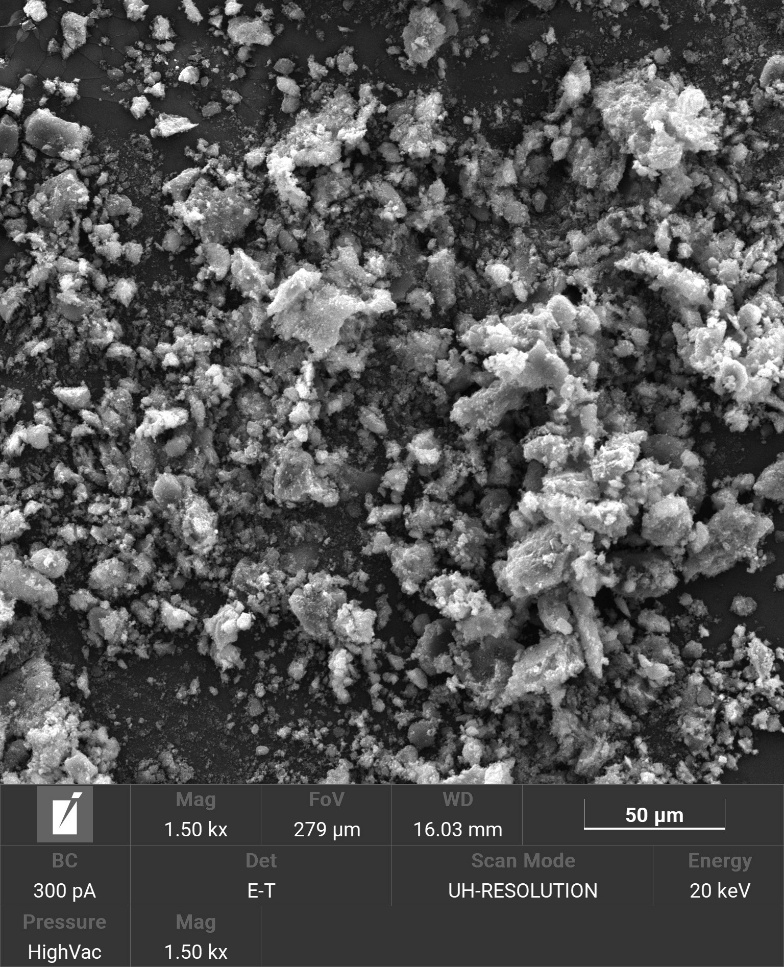 Mag FoV WD
1.50 kx 279 µm 16.03 mm 50 µm
BC Det Scan Mode Energy
300 pA E-T UH-RESOLUTION 20 keV
Pressure Mag
HighVac 1.50 kx